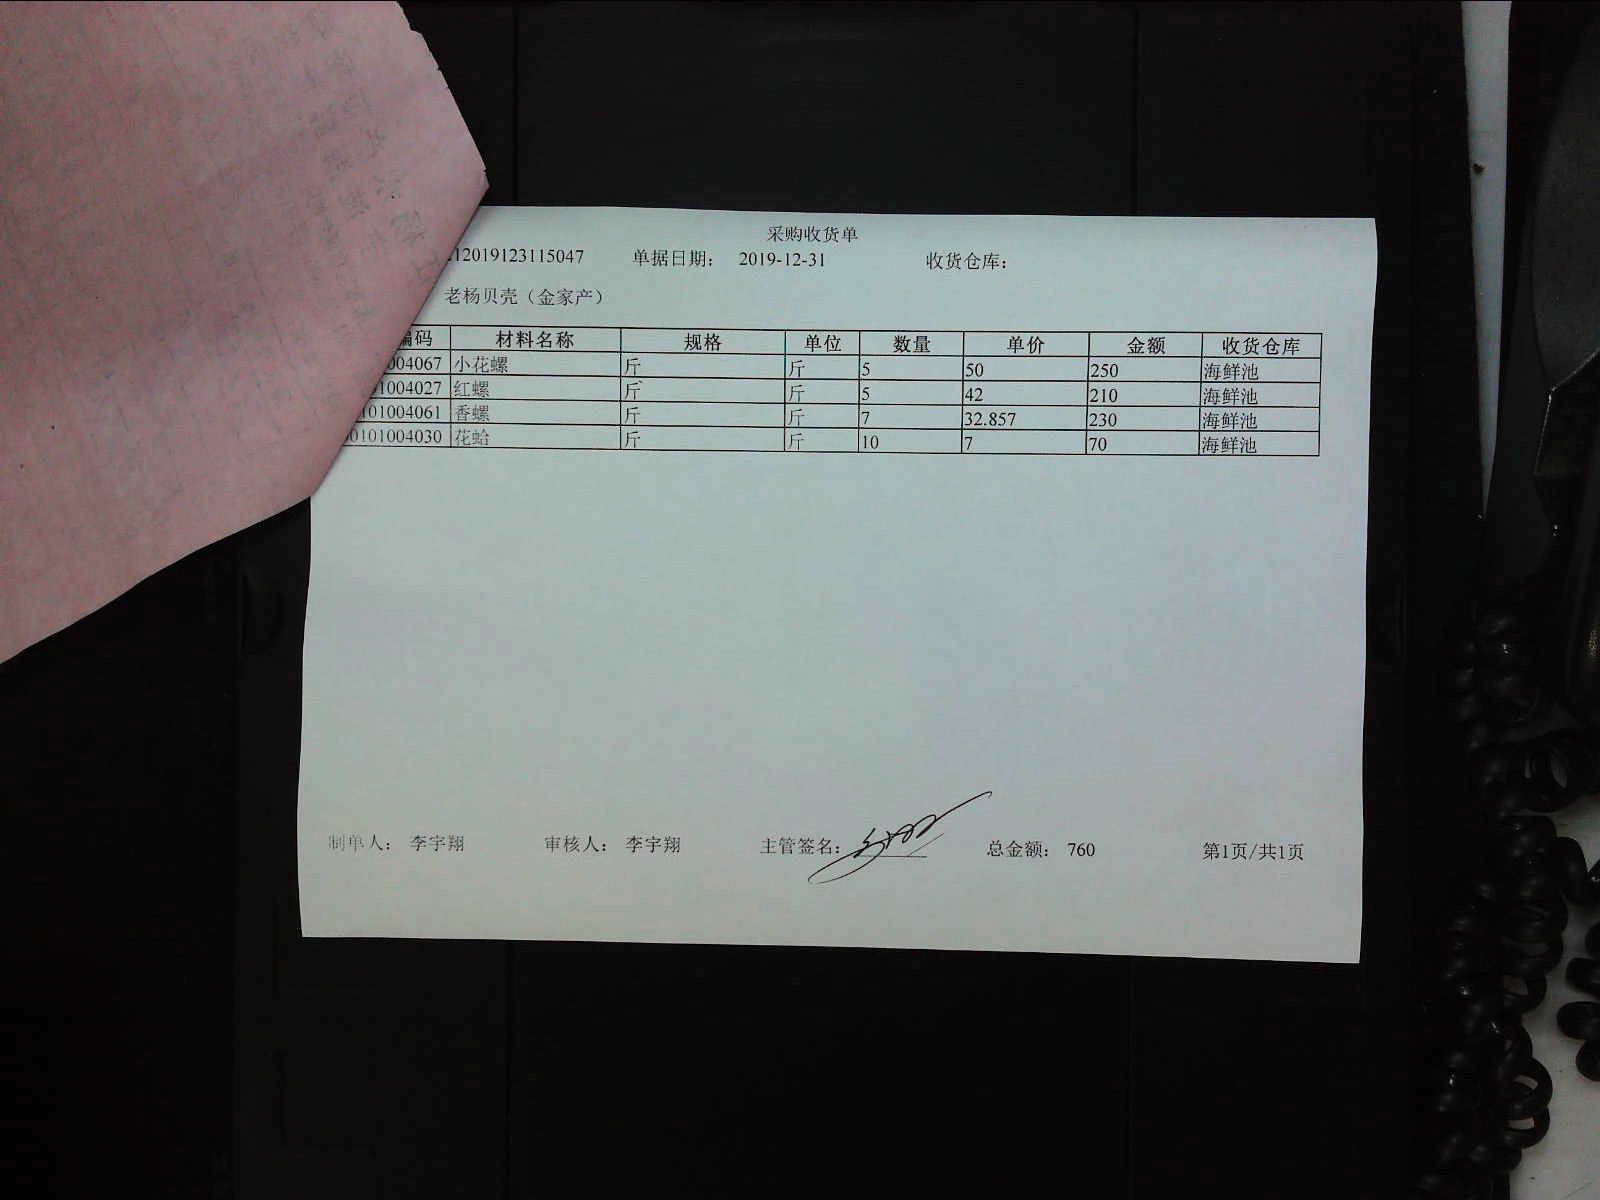 采购收货单
12019123115047 单据日期： 2019-12-31 收货仓库：
老杨贝壳（金家产）
编码 材料名称 规格 单位 数量 单价 金额 收货仓库
004067 小花螺 斤 斤 5 50 250 海鲜池
01004027 红螺 斤 斤 5 42 210 海鲜池
0101004061 香螺 斤 斤 7 32.857 230 海鲜池
0101004030 花蛤 斤 斤 10 7 70 海鲜池
制单人： 李宇翔 审核人： 李宇翔 主管签名： 总金额： 760 第1页/共1页